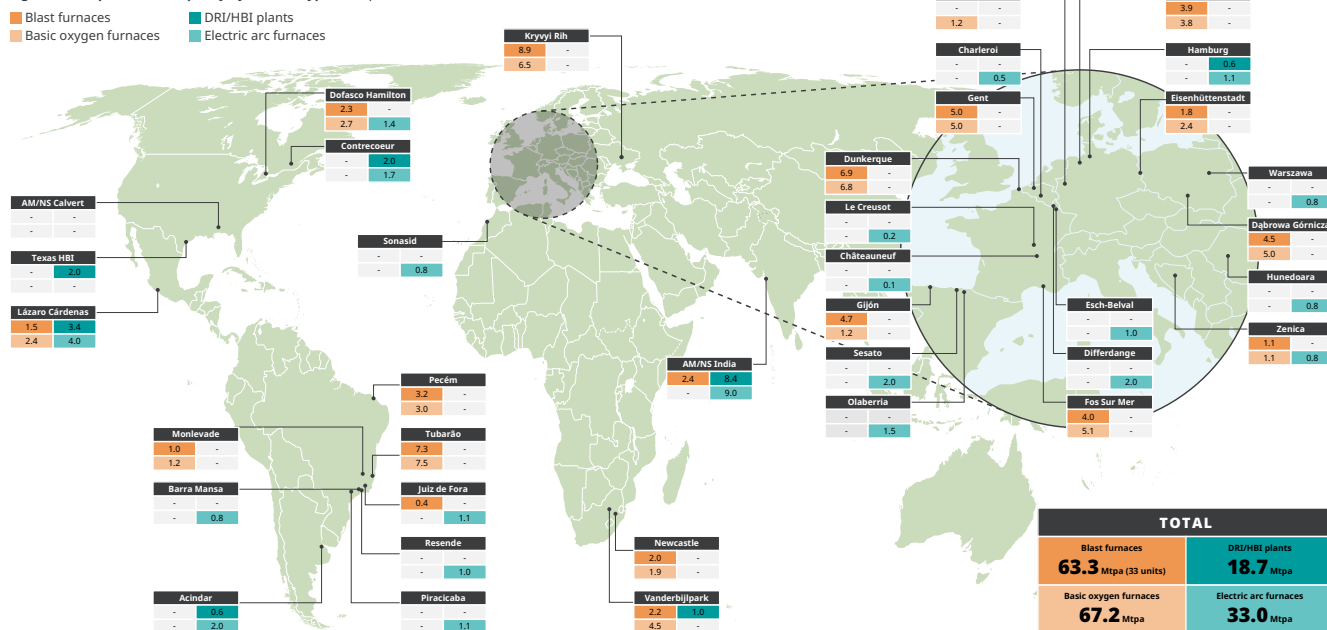 Blast furnaces
DRI/HBI plants
Basic oxygen furnaces
Electric arc furnaces
Kryvyi Rih
8.9 -
6.5 -
Dofasco Hamilton
2.3 -
2.7 1.4
Contrecoeur
- 2.0
- 1.7
AM/NS Calvert
- -
- -
Texas HBI
- 2.0
- -
Lázaro Cárdenas
1.5 3.4
2.4 4.0
Sonasid
- -
- 0.8
Pecém
3.2 -
3.0 -
Monlevade
1.0 -
1.2 -
Tubarão
7.3 -
7.5 -
Barra Mansa
- -
- 0.8
Juiz de Fora
0.4 -
- 1.1
Resende
- -
- 1.0
Acindar
- 0.6
- 2.0
Piracicaba
- -
- 1.1
AM/NS India
2.4 8.4
- 9.0
Newcastle
2.0 -
1.9 -
Vanderbijlpark
2.2 1.0
4.5 -
- -
1.2 -
Charleroi
- -
- 0.5
Gent
5.0 -
5.0 -
Dunkerque
6.9 -
6.8 -
Le Creusot
- -
- 0.2
Châteauneuf
- -
- 0.1
Gijón
4.7 -
1.2 -
Sesato
- -
- 2.0
Olaberria
- -
- 1.5
3.9 -
3.8 -
Hamburg
- 0.6
- 1.1
Eisenhüttenstadt
1.8 -
2.4 -
Warszawa
- -
- 0.8
Dąbrowa Górnicza
4.5 -
5.0 -
Hunedoara
- -
- 0.8
Zenica
1.1 -
1.1 0.8
Esch-Belval
- -
- 1.0
Differdange
- -
- 2.0
Fos Sur Mer
4.0 -
5.1 -
TOTAL
Blast furnaces
63.3 Mtpa (33 units)
DRI/HBI plants
18.7 Mtpa
Basic oxygen furnaces
67.2 Mtpa
Electric arc furnaces
33.0 Mtpa